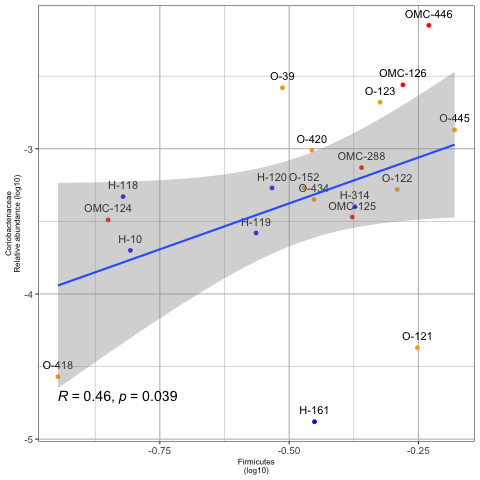 OMC-446
O-39
OMC-126
O-123
O-445
O-420
-3
OMC-288
H-120
O-152
O-122
H-118
O-434
H-314
OMC-124
OMC-125
H-119
H-10
-4
O-121
O-418
R = 0.46, p = 0.039
H-161
-5
-0.75
-0.50
-0.25
Firmicutes
(log10)
Coriobacteriaceae
Relative abundance (log10)